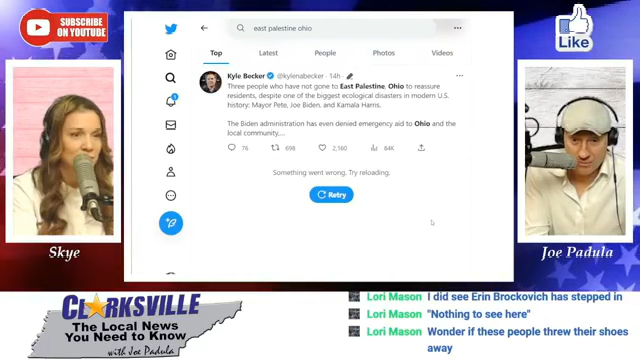 SUBSCRIBE
ON YOUTUBE
east palestine ohio
Top
Latest
People
Photos
Videos
Kyle Becker @kylenabecker · 14h
Three people who have not gone to East Palestine, Ohio to reassure
residents, despite one of the biggest ecological disasters in modern U.S.
history: Mayor Pete, Joe Biden, and Kamala Harris.
The Biden administration has even denied emergency aid to Ohio and the
local community....
76
698
2,160
84K
Something went wrong. Try reloading.
Retry
1
Like
Skye
Joe Padula
CLARKSVILLE
The Local News
You Need to Know
with Joe Padula
Lori Mason I did see Erin Brockovich has stepped in
Lori Mason "Nothing to see here"
Lori Mason Wonder if these people threw their shoes
away